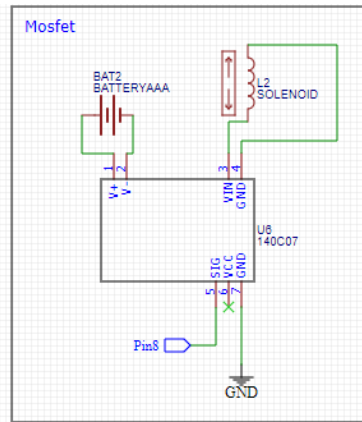 Mosfet
BAT2
BATTERYAAA
L2
SOLENOID
1
2
3
4
V+
V-
VIN
GND
U6
140C07
SIG
VCC
GND
5
6
7
Pin8
GND